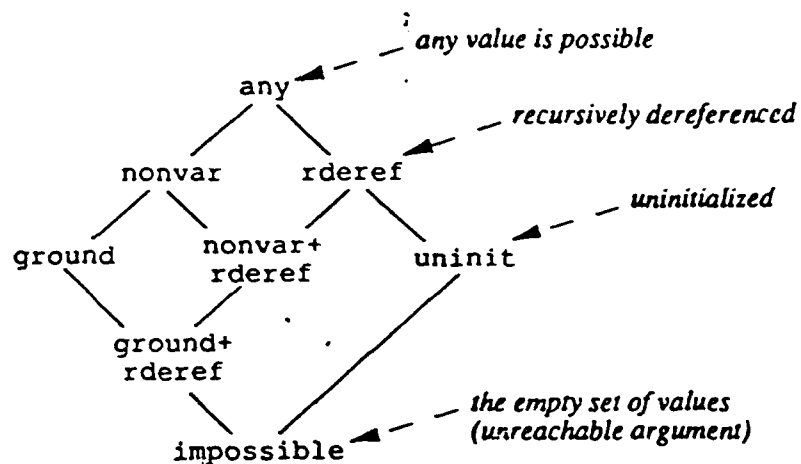 any value is possible
any
recursively dereferenced
nonvar
rderef
uninitialized
ground
nonvar+
rderef
uninit
ground+
rderef
the empty set of values
(unreachable argument)
impossible